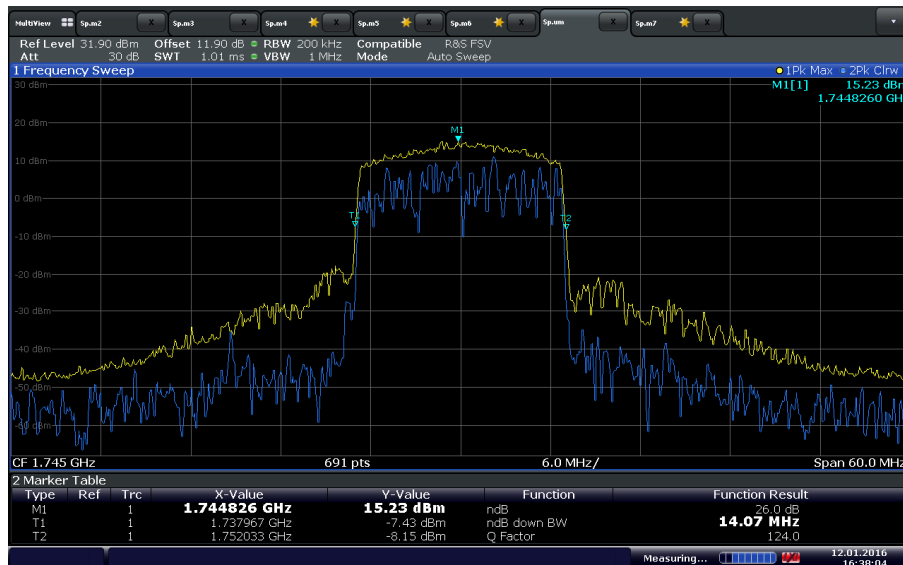 MultiView Sp.m2 x Sp.m3 x Sp.m4 x Sp.m5 x Sp.m6 x Sp.um x Sp.m7 x
Ref Level 31.90 dBm Offset 11.90 dB RBW 200 kHz Compatible R&S FSV
Att 30 dB SWT 1.01 ms VBW 1 MHz Mode Auto Sweep
1 Frequency Sweep 1Pk Max 2Pk Clrw
30 dBm
M1[1] 15.23 dBm
1.7448260 GH
20 dBm
M1
10 dBm
0 dBm
T1 T2
-10 dBm
-20 dBm
-30 dBm
-40 dBm
-50 dBm
-60 dBm
CF 1.745 GHz 691 pts 6.0 MHz/ Span 60.0 MHz
2 Marker Table
Type Ref Trc X-Value Y-Value Function Function Result
M1 1 1.744826 GHz 15.23 dBm ndB 26.0 dB
T1 1 1.737967 GHz -7.43 dBm ndB down BW 14.07 MHz
T2 1 1.752033 GHz -8.15 dBm Q Factor 124.0
Measuring... 12.01.2016
16:38:04